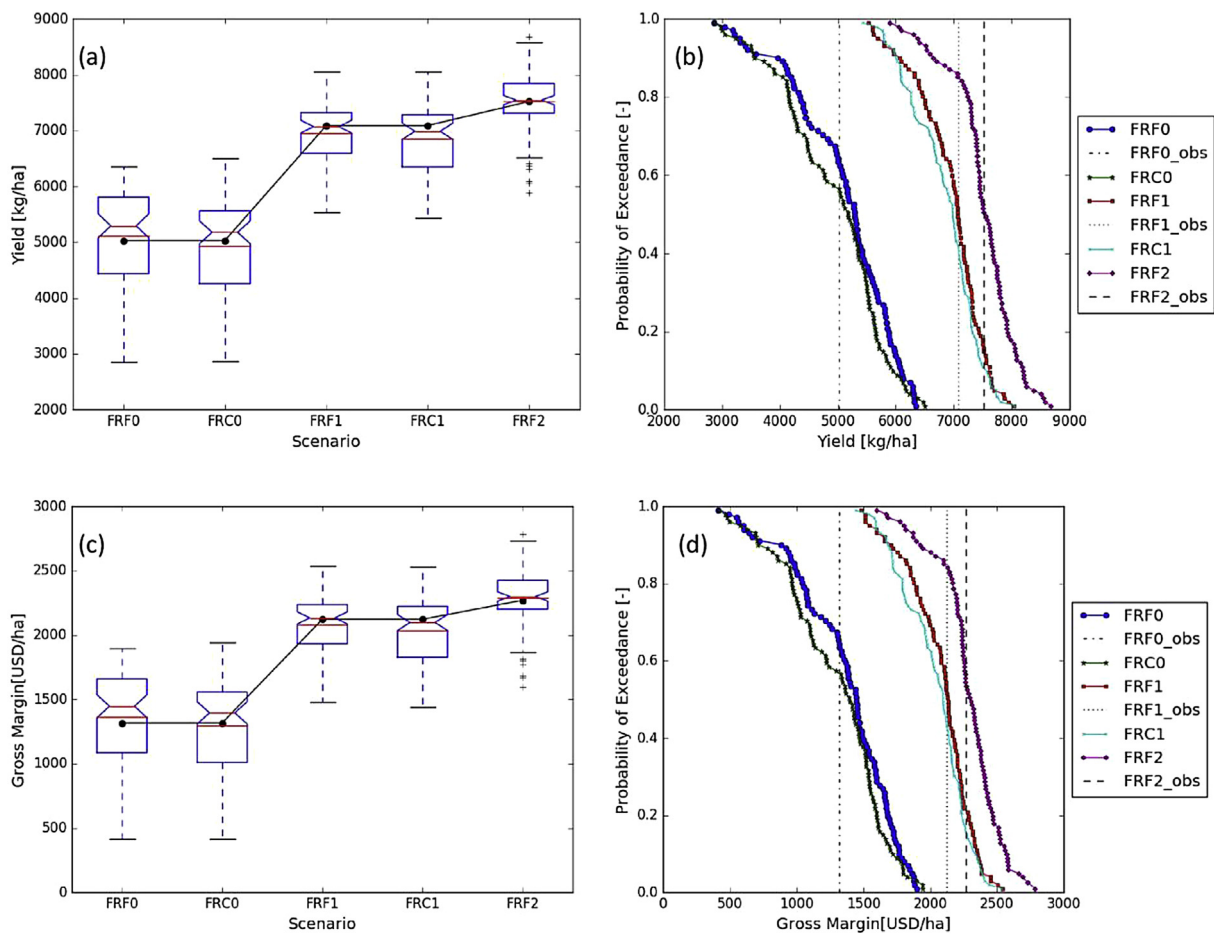 (a)
Yield [kg/ha]
9000
8000
7000
6000
5000
4000
3000
2000
FRF0 FRC0 FRF1 FRC1 FRF2
Scenario
(b)
Probability of Exceedance [-]
1.0
0.8
0.6
0.4
0.2
0.0
2000 3000 4000 5000 6000 7000 8000 9000
Yield [kg/ha]
FRF0
FRF0_obs
FRC0
FRF1
FRF1_obs
FRC1
FRF2
FRF2_obs
(c)
Gross Margin[USD/ha]
3000
2500
2000
1500
1000
500
0
FRF0 FRC0 FRF1 FRC1 FRF2
Scenario
(d)
Probability of Exceedance [-]
1.0
0.8
0.6
0.4
0.2
0.0
0 500 1000 1500 2000 2500 3000
Gross Margin[USD/ha]
FRF0
FRF0_obs
FRC0
FRF1
FRF1_obs
FRC1
FRF2
FRF2_obs